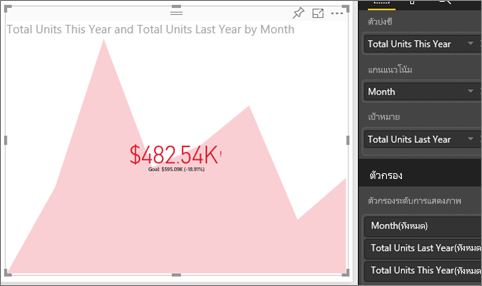 Total Units This Year and Total Units Last Year by Month
$482.54K!
Goal: $595.09K (-18.91%)
ตัวบ่งชี้
Total Units This Year
แกนแนวโน้ม
Month
เป้าหมาย
Total Units Last Year
ตัวกรอง
ตัวกรองระดับการแสดงภาพ
Month(ทั้งหมด)
Total Units Last Year(ทั้งหมด
Total Units This Year(ทั้งหมด